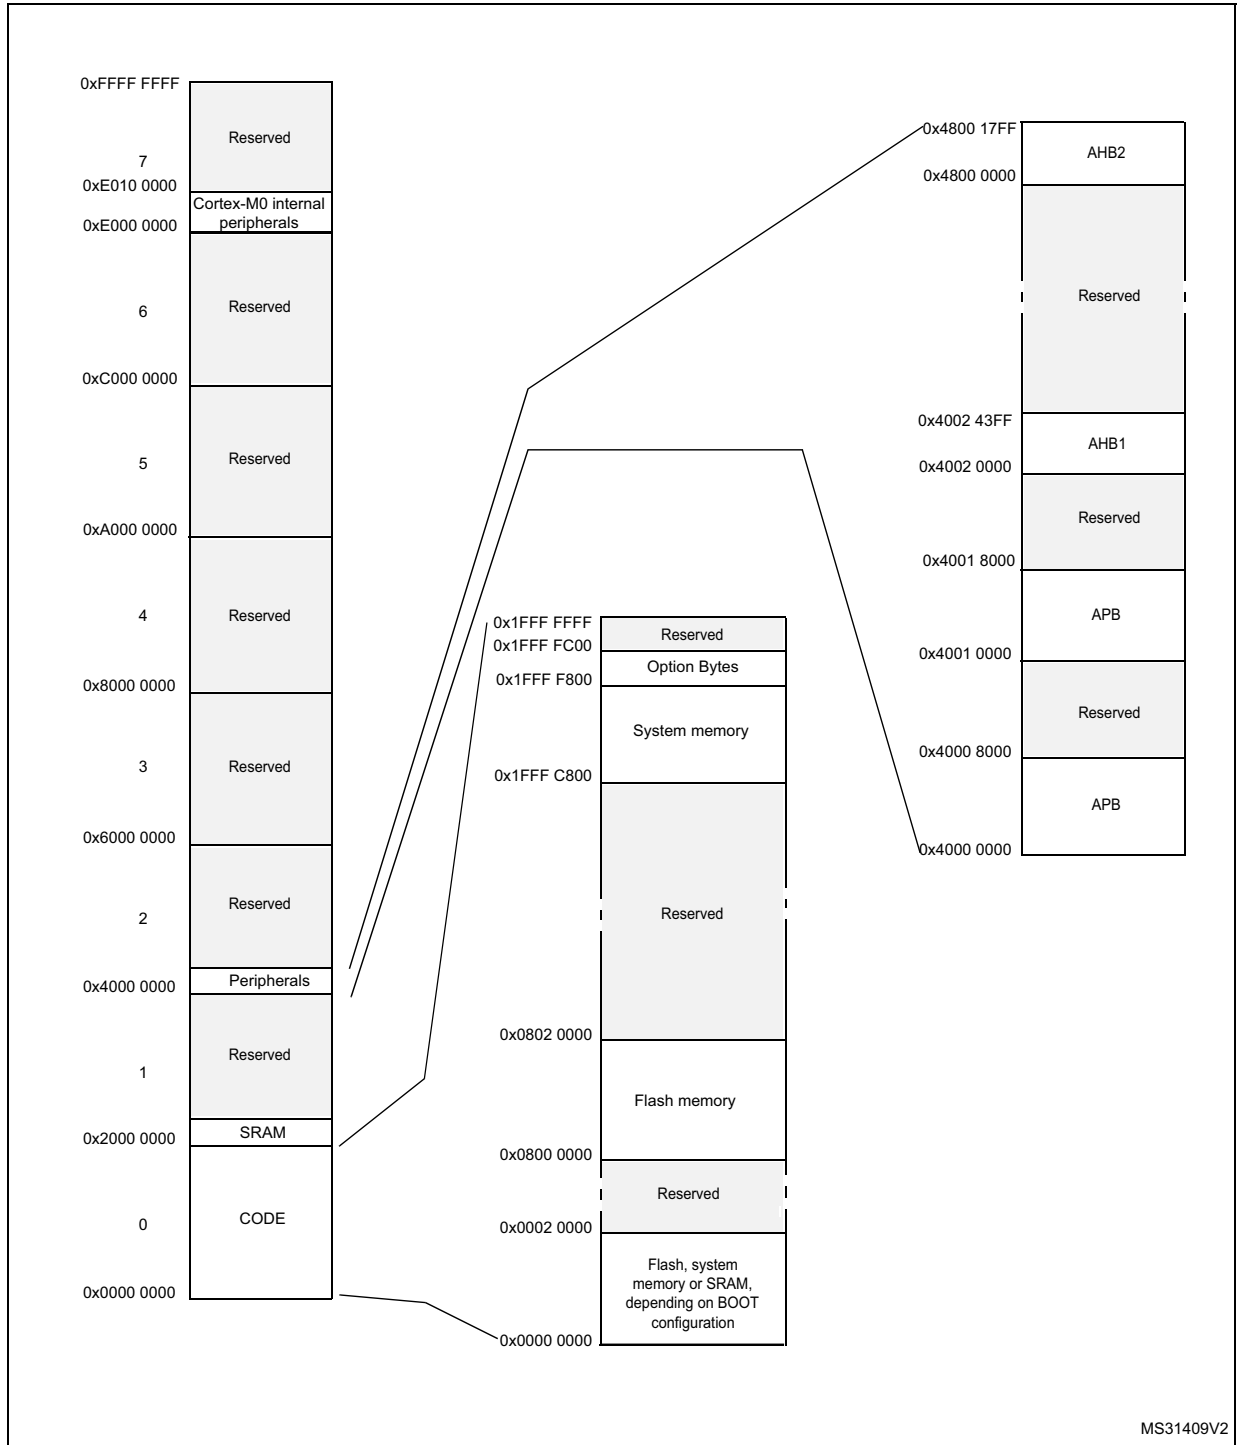 0xFFFF FFFF
Reserved
7
0xE010 0000
Cortex-M0 internal
peripherals
0xE000 0000
Reserved
6
0xC000 0000
Reserved
5
0xA000 0000
Reserved
4
0x8000 0000
Reserved
3
0x6000 0000
Reserved
2
Peripherals
0x4000 0000
Reserved
1
SRAM
0x2000 0000
CODE
0
0x0000 0000
0x1FFF FFFF
Reserved
0x1FFF FC00
Option Bytes
0x1FFF F800
System memory
0x1FFF C800
Reserved
0x0802 0000
Flash memory
0x0800 0000
Reserved
0x0002 0000
Flash, system
memory or SRAM,
depending on BOOT
configuration
0x0000 0000
0x4800 17FF
AHB2
0x4800 0000
Reserved
0x4002 43FF
AHB1
0x4002 0000
Reserved
0x4001 8000
APB
0x4001 0000
Reserved
0x4000 8000
APB
0x4000 0000
MS31409V2